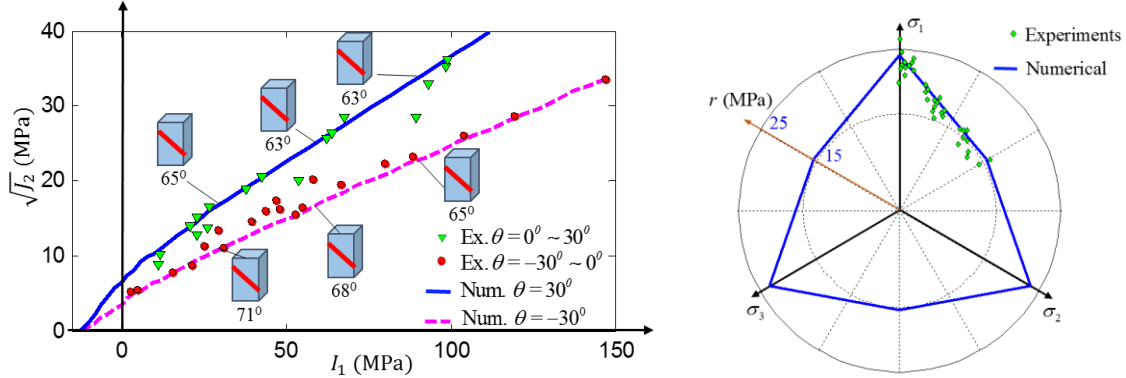 40
30
20
10
0
√J₂ (MPa)
63⁰
63⁰
65⁰
65⁰
68⁰
71⁰
Ex. θ = 0⁰ ~ 30⁰
Ex. θ = –30⁰ ~ 0⁰
Num. θ = 30⁰
Num. θ = –30⁰
0
50
100
150
I₁ (MPa)
σ₁
Experiments
Numerical
r (MPa)
25
15
σ₃
σ₂